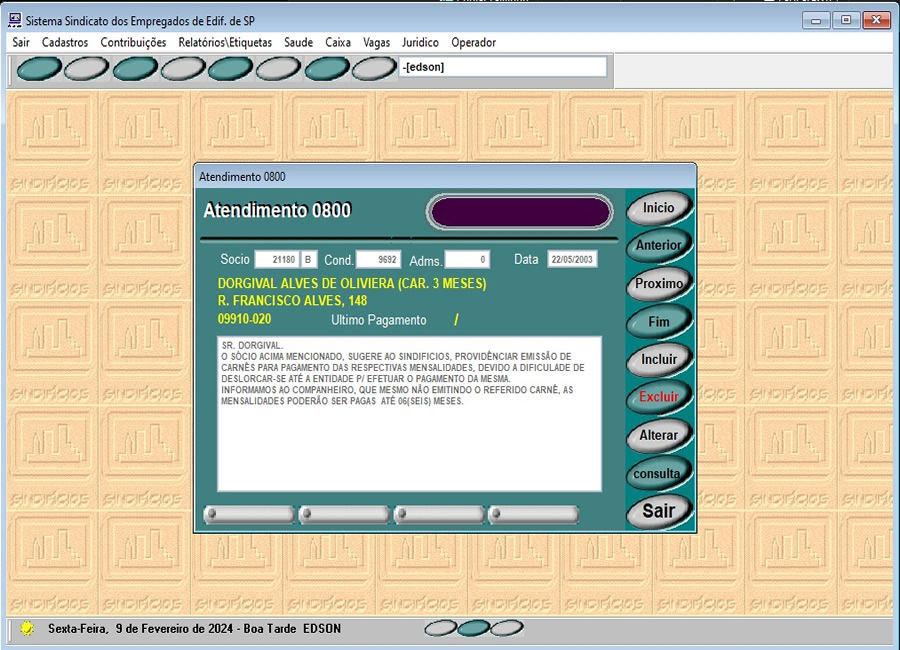 Sistema Sindicato dos Empregados de Edif. de SP
Sair Cadastros Contribuições Relatórios\Etiquetas Saude Caixa Vagas Juridico Operador
-[edson]
Atendimento 0800
Atendimento 0800
Inicio
Anterior
Proximo
Fim
Incluir
Excluir
Alterar
consulta
Sair
Socio 21180 B Cond. 9692 Adms. 0 Data 22/05/2003
DORGIVAL ALVES DE OLIVIERA (CAR. 3 MESES)
R. FRANCISCO ALVES, 148
09910-020 Ultimo Pagamento /
SR. DORGIVAL.
O SÓCIO ACIMA MENCIONADO, SUGERE AO SINDIFICIOS, PROVIDÊNCIAR EMISSÃO DE
CARNÊS PARA PAGAMENTO DAS RESPECTIVAS MENSALIDADES, DEVIDO A DIFICULADE DE
DESLORCAR-SE ATÉ A ENTIDADE P/ EFETUAR O PAGAMENTO DA MESMA.
INFORMAMOS AO COMPANHEIRO, QUE MESMO NÃO EMITINDO O REFERIDO CARNÊ, AS
MENSALIDADES PODERÃO SER PAGAS ATÉ 06(SEIS) MESES.
SINDIFÍCIOS
Sexta-Feira, 9 de Fevereiro de 2024 - Boa Tarde EDSON